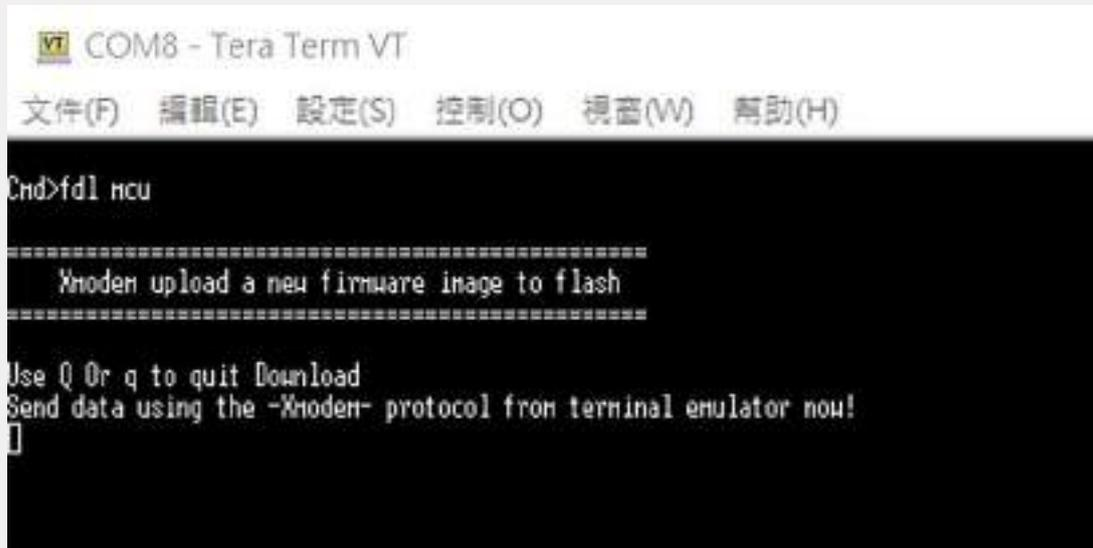 VT COM8 - Tera Term VT
文件(F) 編輯(E) 設定(S) 控制(O) 視窗(W) 幫助(H)
Cmd>fdl mcu
=================================================
Xmodem upload a new firmware image to flash
=================================================
Use Q Or q to quit Download
Send data using the -Xmodem- protocol from terminal emulator now!